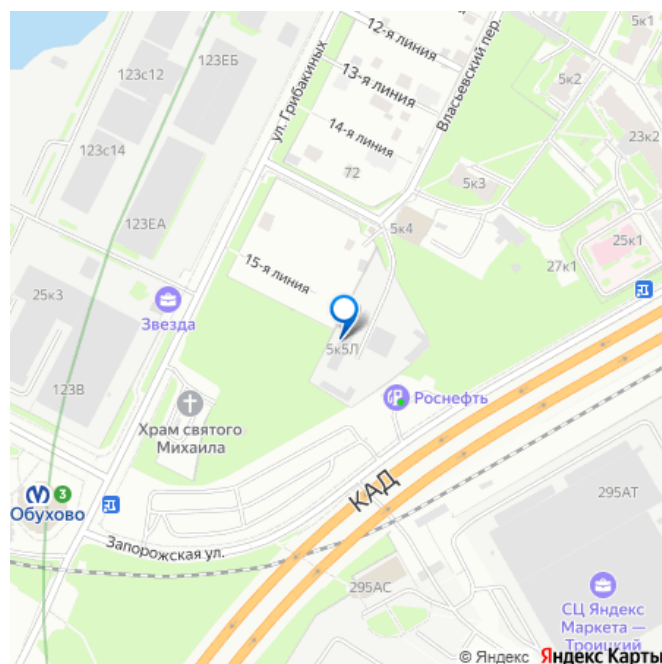 12-я линия
5к1
123с12
123ЕБ
Власьевский пер.
13-я линия
5к2
ул. Грибакиных
14-я линия
23к2
123с14
72
5к3
123ЕА
5к4
25к1
15-я линия
27к1
25к3
Звезда
5к5Л
123В
Роснефть
Храм святого
Михаила
КАД
295АТ
3
Обухово
Запорожская ул.
295АС
СЦ Яндекс
Маркета —
Троицкий
© Яндекс Яндекс Карты